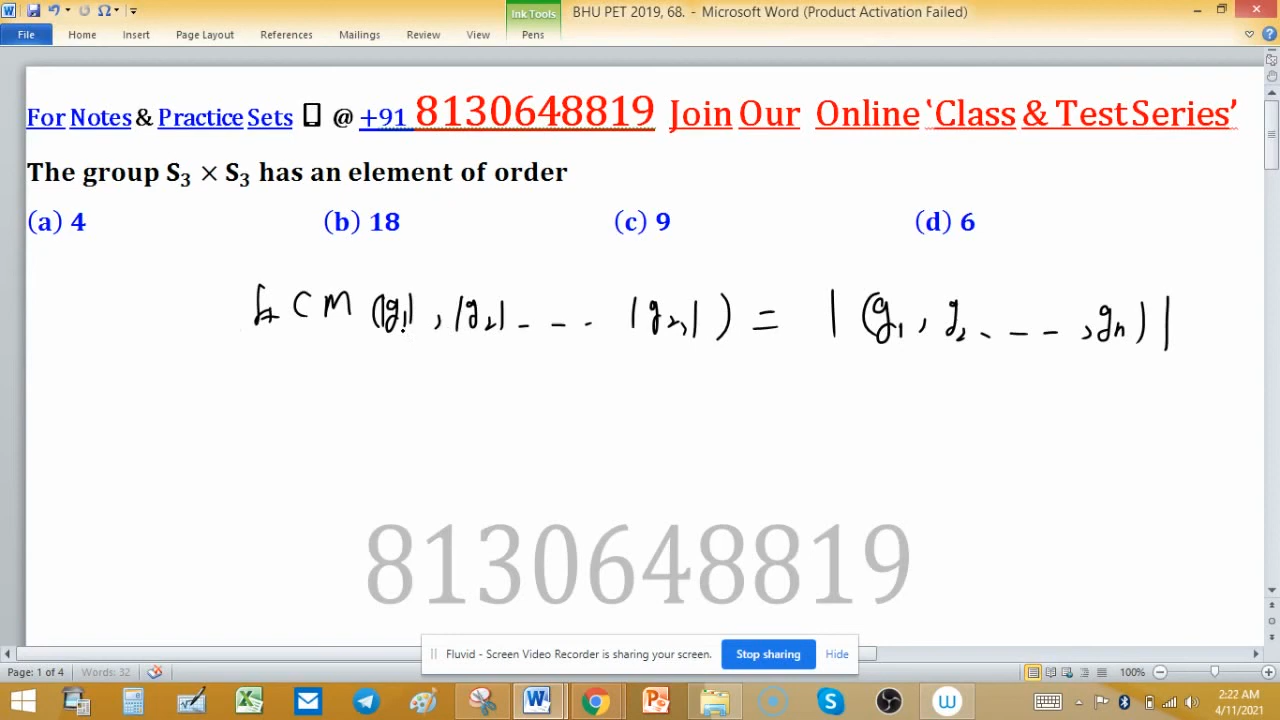 BHU PET 2019, 68. - Microsoft Word (Product Activation Failed)
Ink Tools
File Home Insert Page Layout References Mailings Review View Pens
For Notes & Practice Sets @ +91 8130648819 Join Our Online 'Class & Test Series'
The group S₃ × S₃ has an element of order
(a) 4 (b) 18 (c) 9 (d) 6
LCM (|g₁|, |g₂| - - - |g₂,|) = |(g₁, g₂ - - - , gₙ)|
8130648819
Fluvid - Screen Video Recorder is sharing your screen. Stop sharing Hide
Page: 1 of 4 Words: 32 100%
2:22 AM
4/11/2021